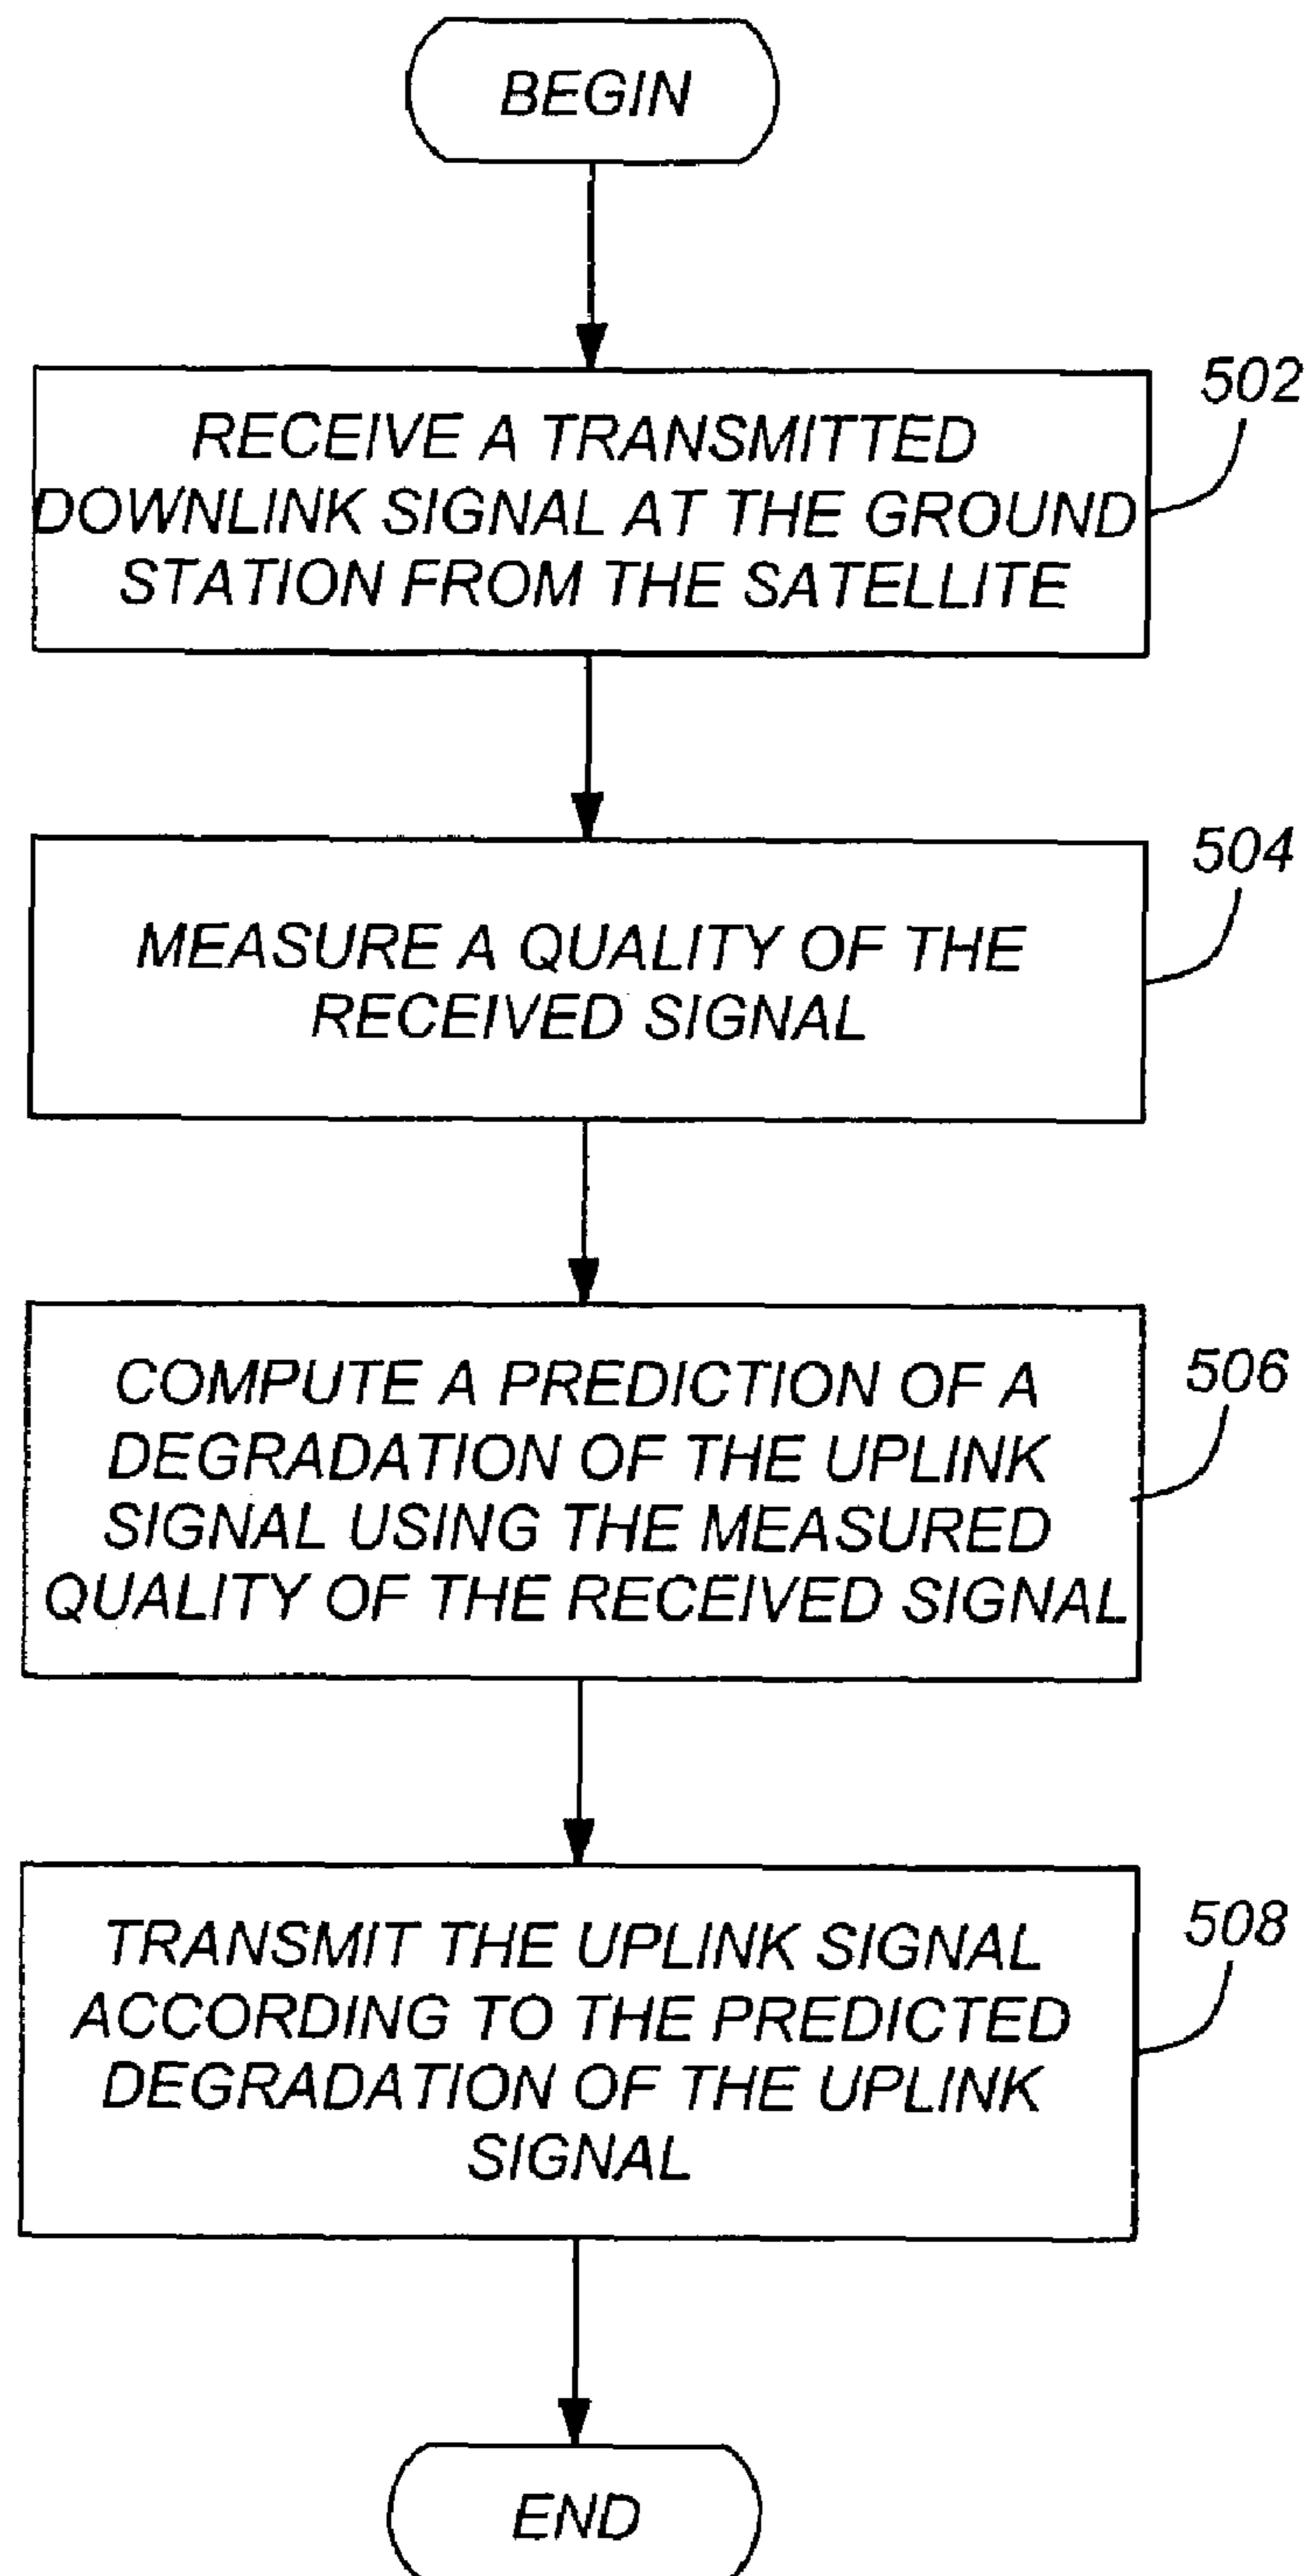 BEGIN
502
RECEIVE A TRANSMITTED
DOWNLINK SIGNAL AT THE GROUND
STATION FROM THE SATELLITE
504
MEASURE A QUALITY OF THE
RECEIVED SIGNAL
506
COMPUTE A PREDICTION OF A
DEGRADATION OF THE UPLINK
SIGNAL USING THE MEASURED
QUALITY OF THE RECEIVED SIGNAL
508
TRANSMIT THE UPLINK SIGNAL
ACCORDING TO THE PREDICTED
DEGRADATION OF THE UPLINK
SIGNAL
END